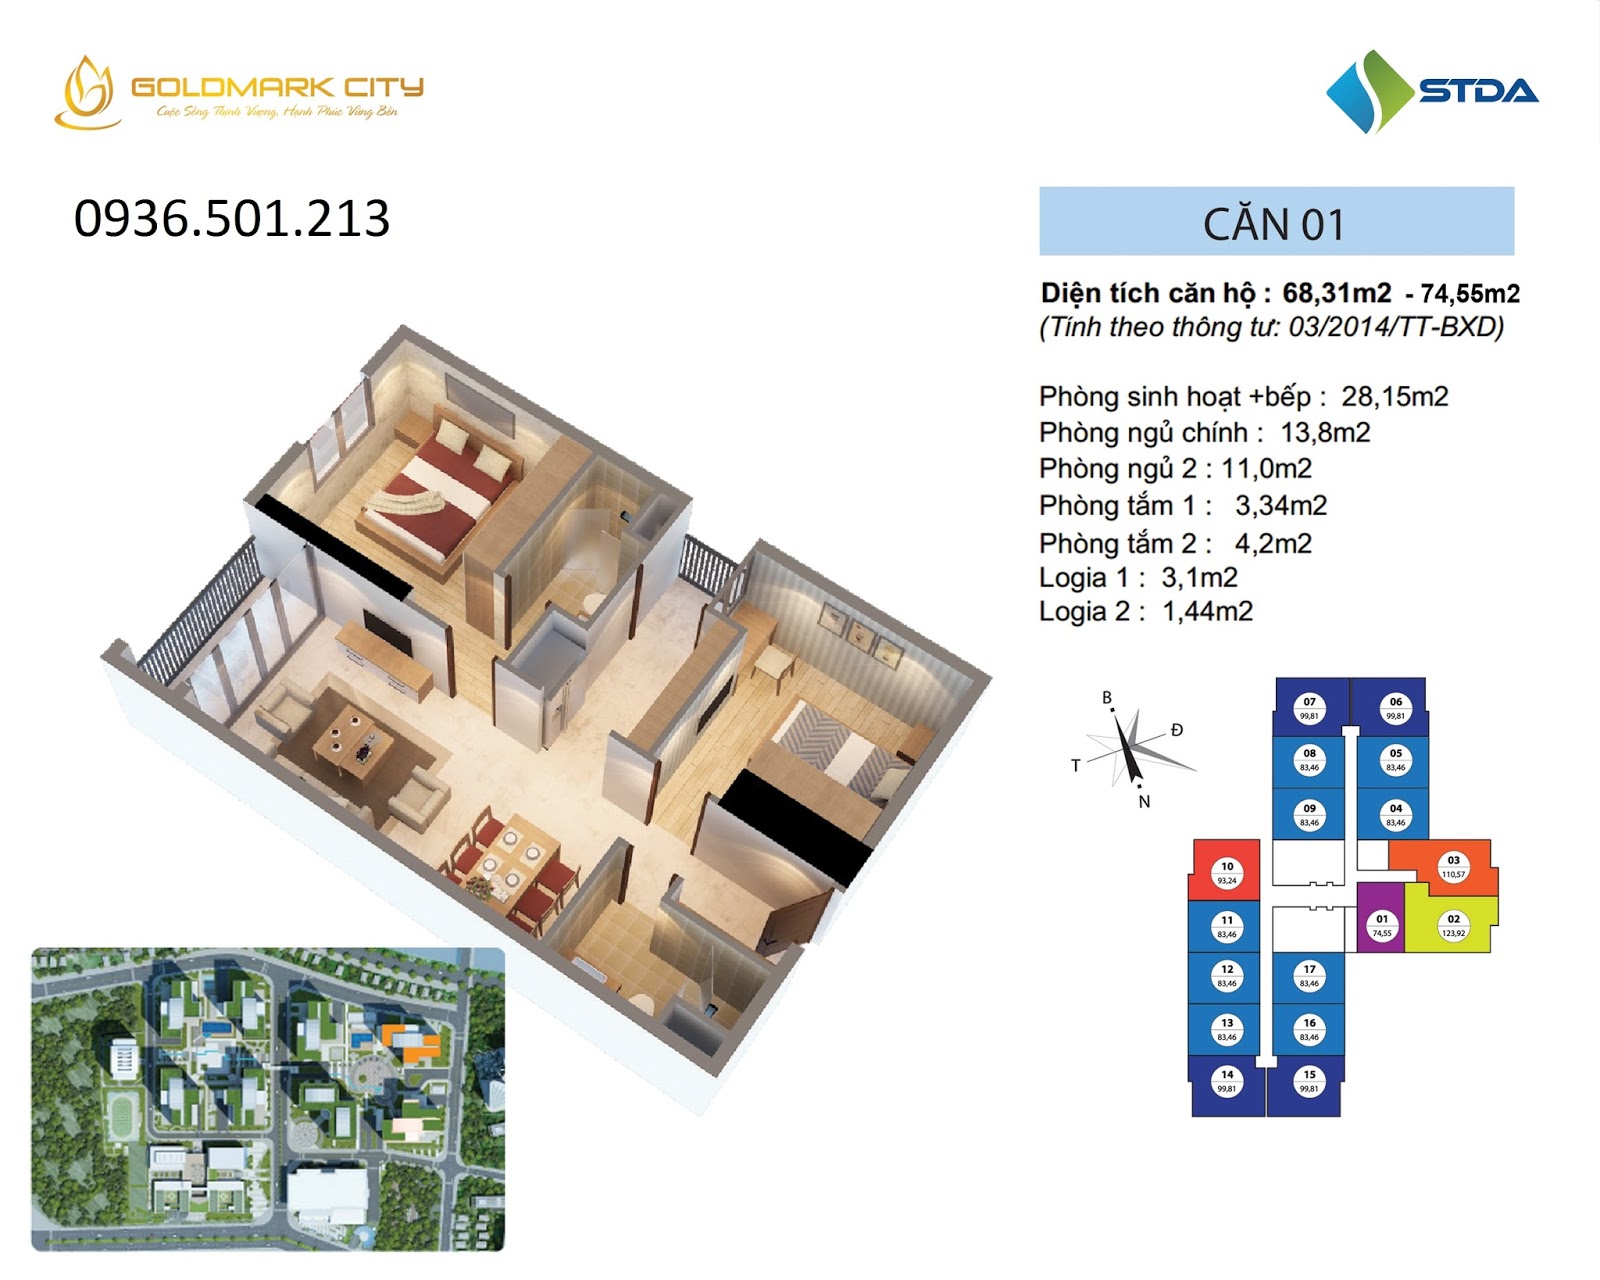 GOLDMARK CITY
Cuộc Sống Thịnh Vượng, Hạnh Phúc Vững Bền
STDA
0936.501.213
CĂN 01
Diện tích căn hộ : 68,31m2 - 74,55m2
(Tính theo thông tư: 03/2014/TT-BXD)
Phòng sinh hoạt +bếp : 28,15m2
Phòng ngủ chính : 13,8m2
Phòng ngủ 2 : 11,0m2
Phòng tắm 1 : 3,34m2
Phòng tắm 2 : 4,2m2
Logia 1 : 3,1m2
Logia 2 : 1,44m2
B
Đ
T
N
07
99,81
06
99,81
08
83,46
05
83,46
09
83,46
04
83,46
10
93,24
03
110,57
11
83,46
01
74,55
02
123,92
12
83,46
17
83,46
13
83,46
16
83,46
14
99,81
15
99,81